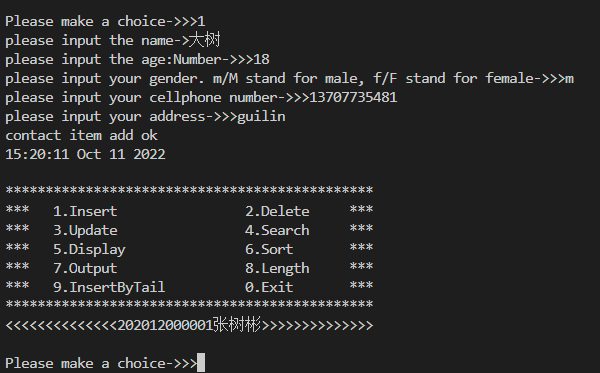 Please make a choice->>>1
please input the name->大树
please input the age:Number->>>18
please input your gender. m/M stand for male, f/F stand for female->>>m
please input your cellphone number->>>13707735481
please input your address->>>guilin
contact item add ok
15:20:11 Oct 11 2022
**********************************************
***   1.Insert                2.Delete     ***
***   3.Update                4.Search     ***
***   5.Display               6.Sort       ***
***   7.Output                8.Length     ***
***   9.InsertByTail          0.Exit       ***
**********************************************
<<<<<<<<<<<<<<202012000001张树彬>>>>>>>>>>>>>>
Please make a choice->>>